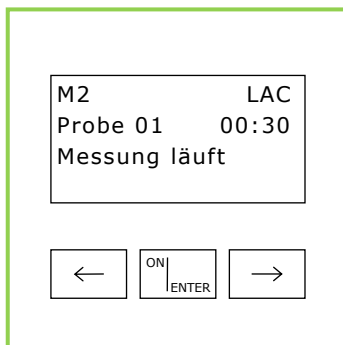 M2 LAC
Probe 01 00:30
Messung läuft
← ON ENTER →